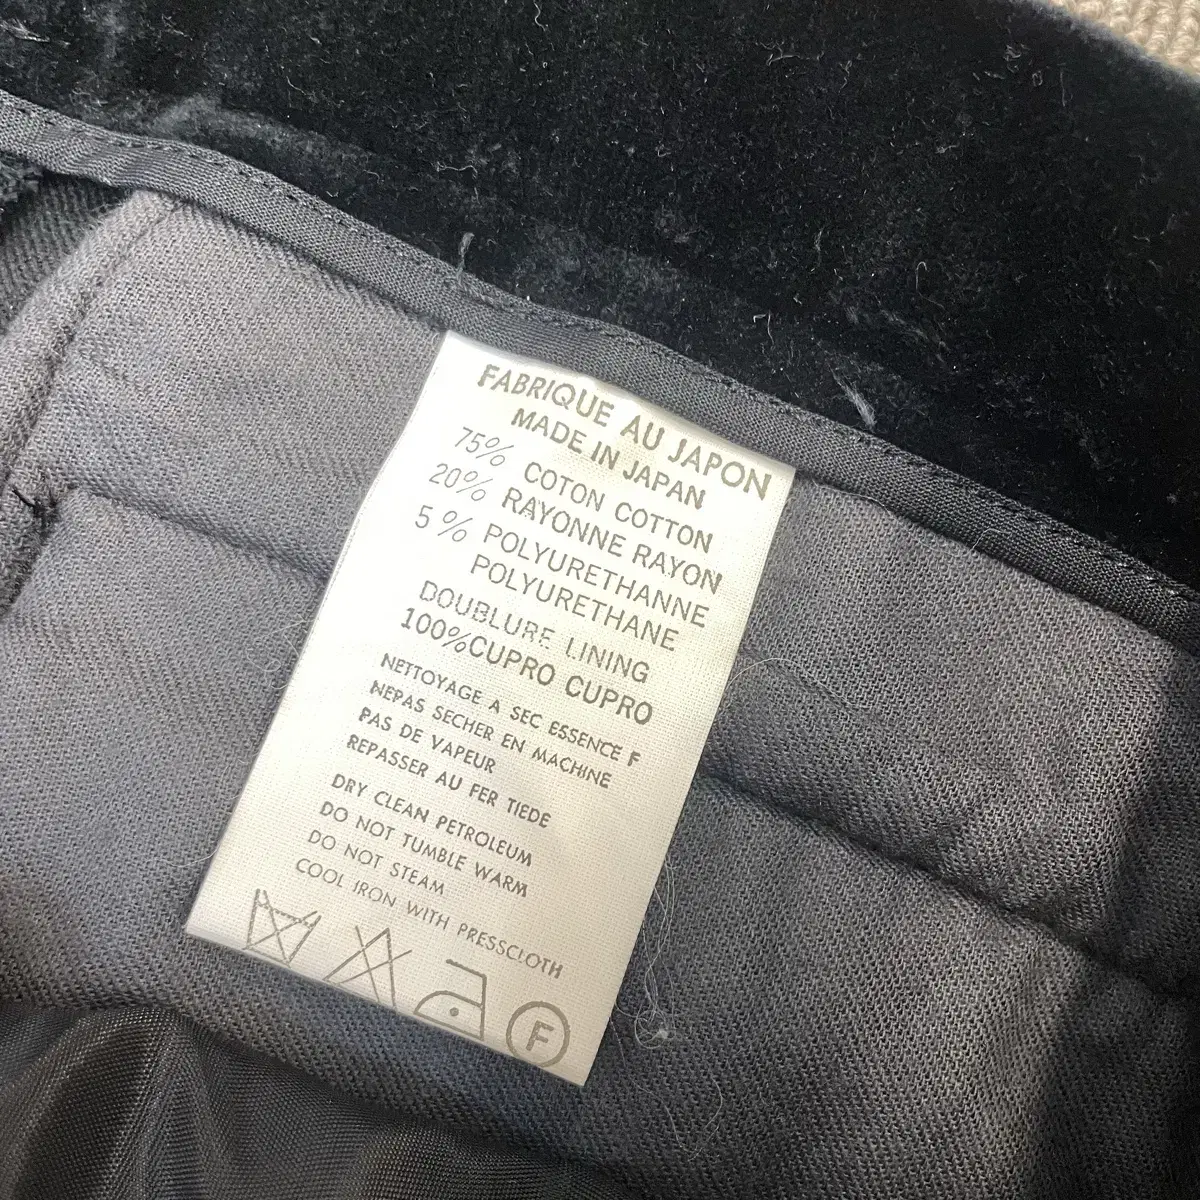 FABRIQUE AU JAPON
MADE IN JAPAN
75% COTON COTTON
20% RAYONNE RAYON
5% POLYURETHANNE
POLYURETHANE
DOUBLURE LINING
100%CUPRO CUPRO
NETTOYAGE A SEC ESSENCE F
NEPAS SECHER EN MACHINE
PAS DE VAPEUR
REPASSER AU FER TIEDE
DRY CLEAN PETROLEUM
DO NOT TUMBLE WARM
DO NOT STEAM
COOL IRON WITH PRESSCLOTH
F